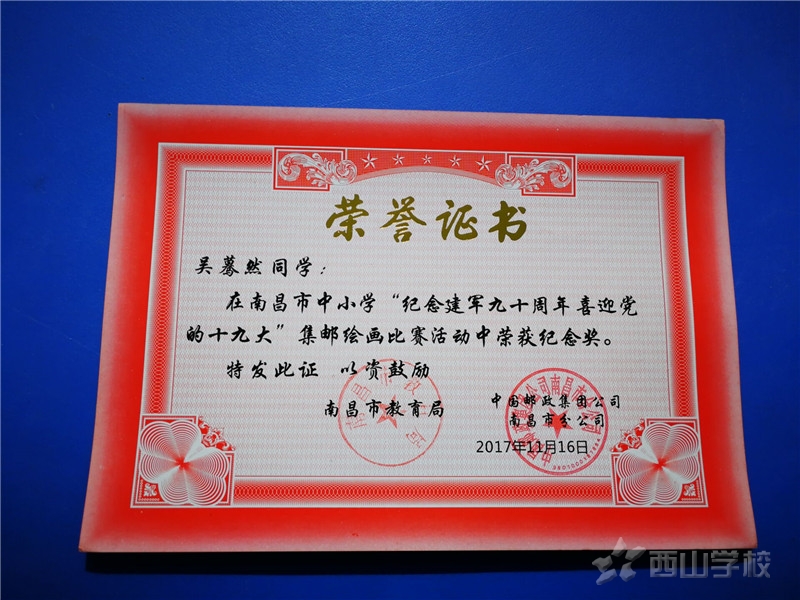 荣誉证书
吴蓦然同学：
在南昌市中小学“纪念建军九十周年喜迎党
的十九大”集邮绘画比赛活动中荣获纪念奖。
特发此证 以资鼓励
南昌市教育局
中国邮政集团公司
南昌市分公司
2017年11月16日
西山学校